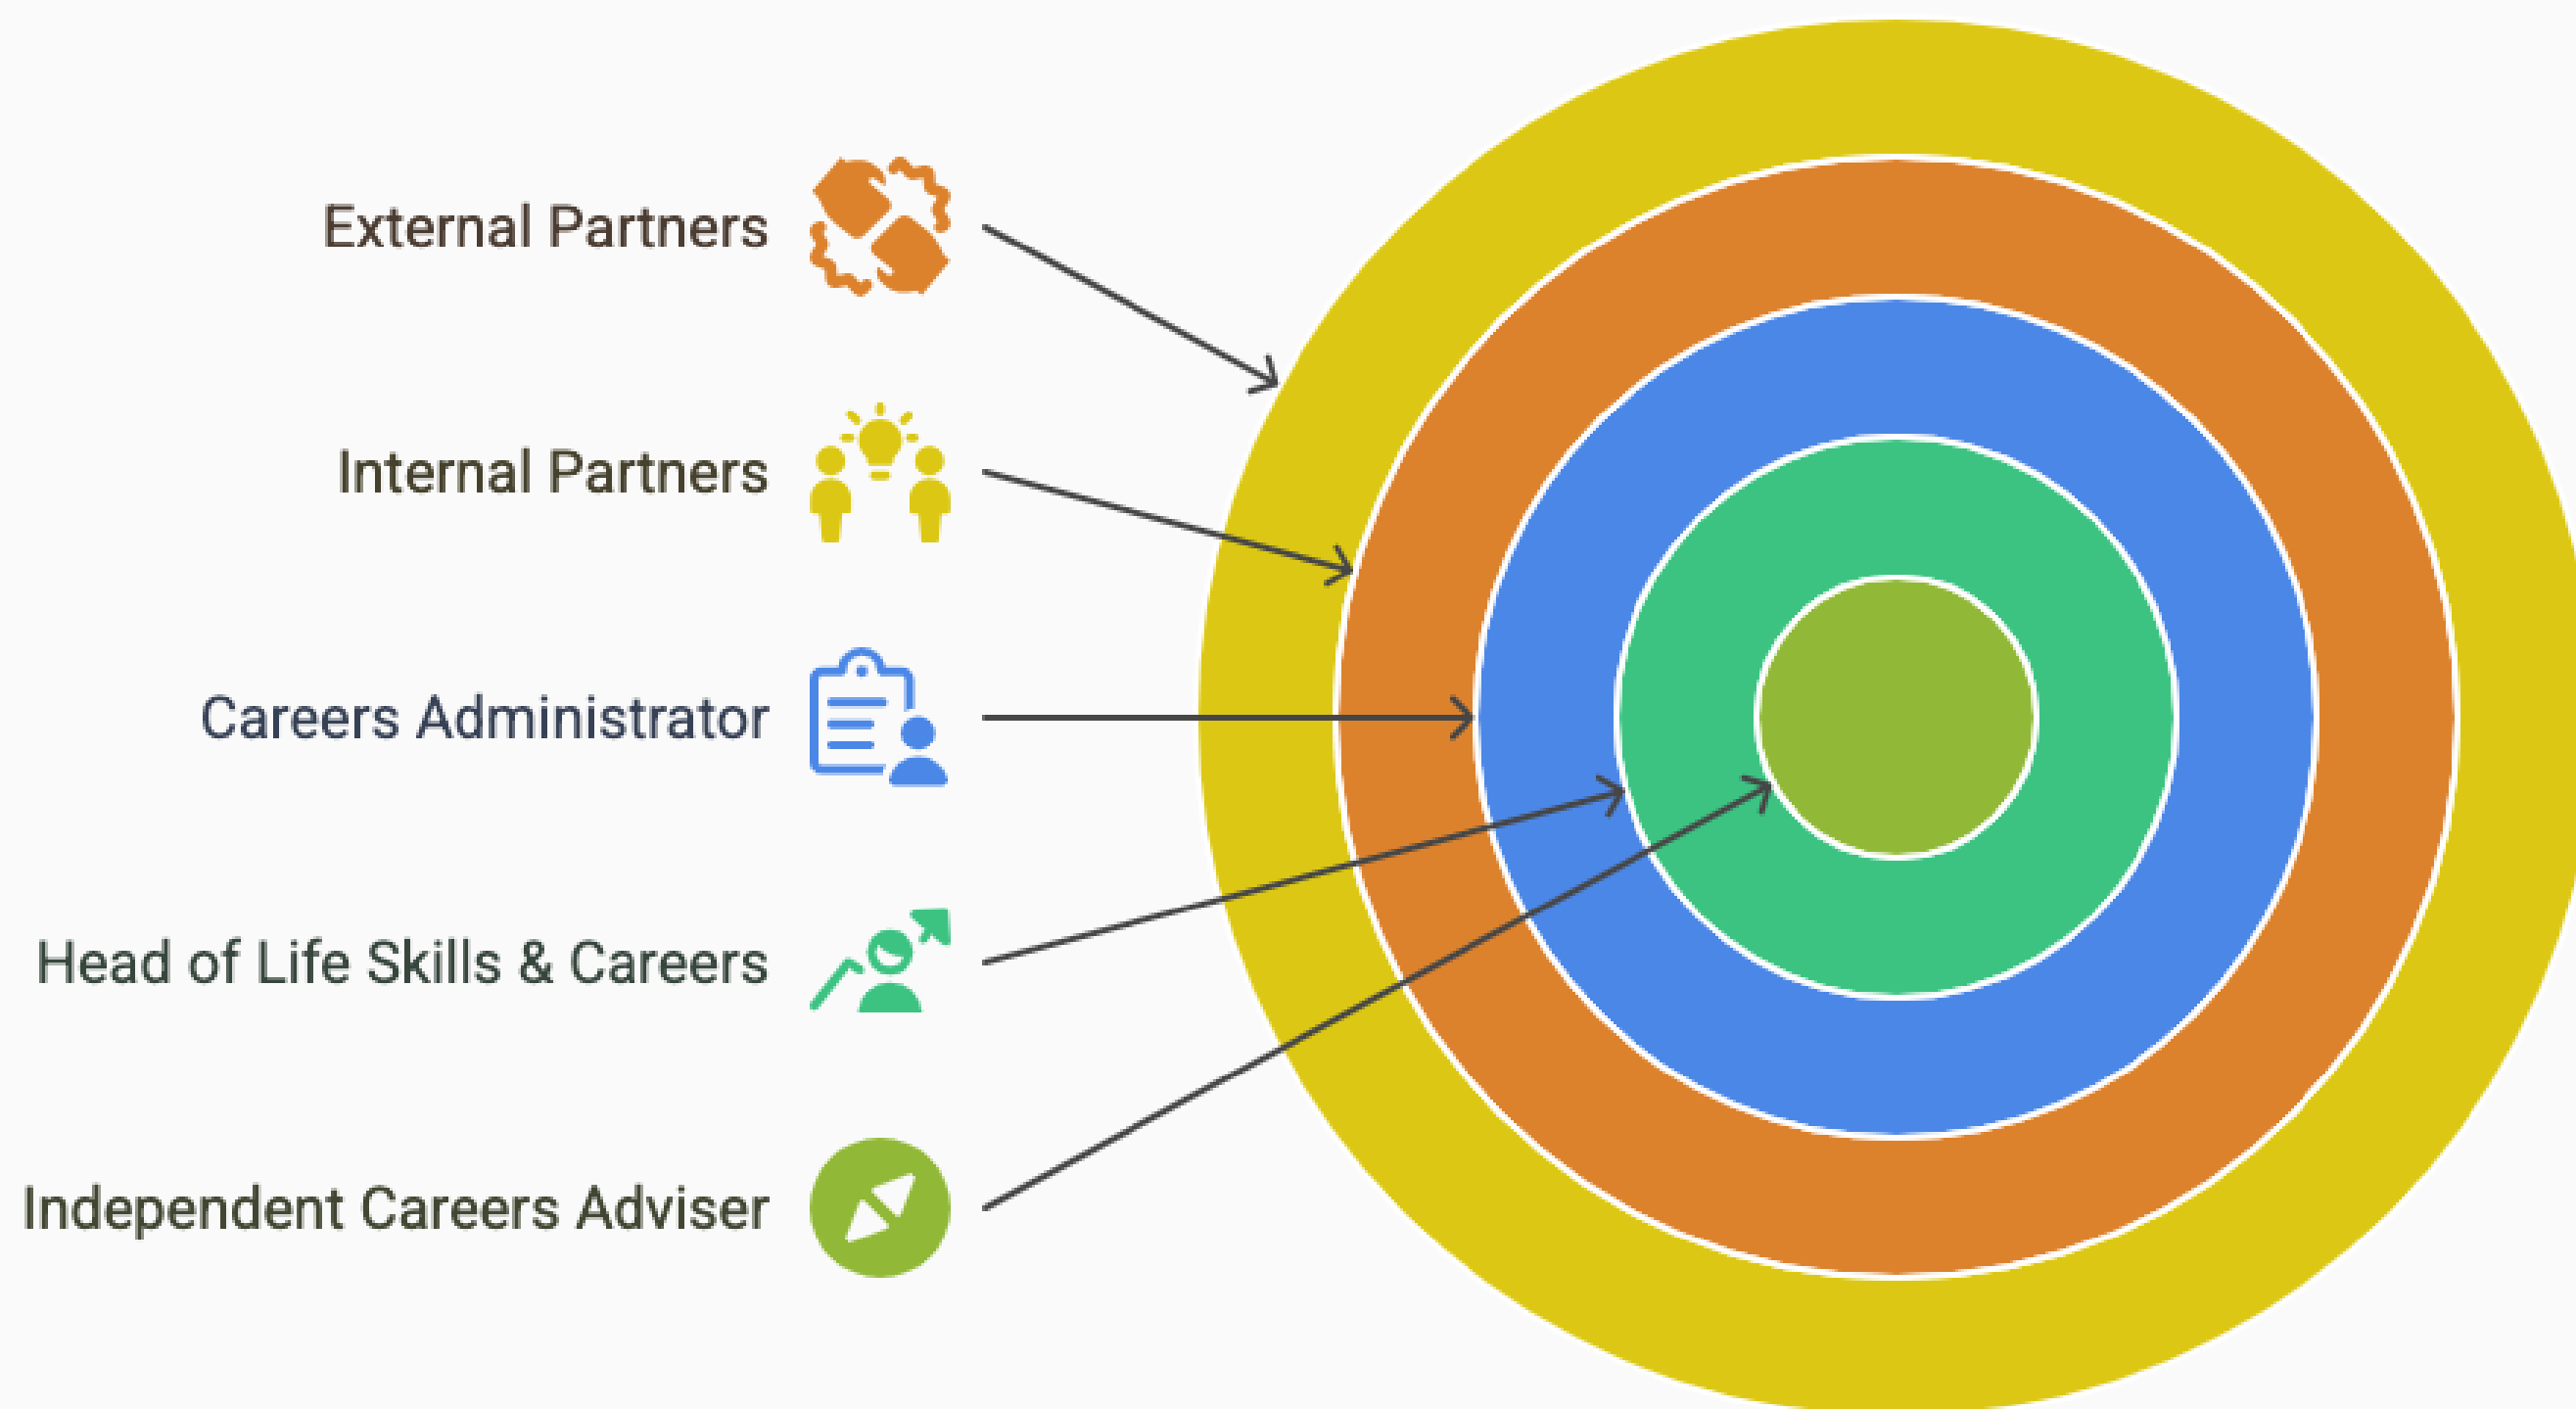 External Partners
Internal Partners
Careers Administrator
Head of Life Skills & Careers
Independent Careers Adviser